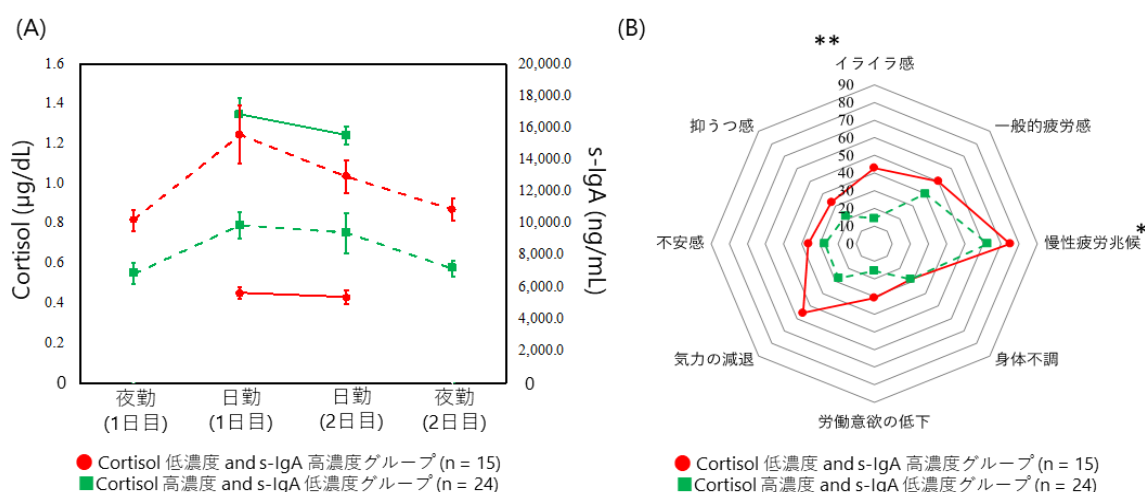 (A)
Cortisol (μg/dL)
1.6
1.4
1.2
1.0
0.8
0.6
0.4
0.2
0
20,000.0
18,000.0
16,000.0
14,000.0
12,000.0
10,000.0
8,000.0
6,000.0
4,000.0
2,000.0
0
s-IgA (ng/mL)
夜勤
(1日目)
日勤
(1日目)
日勤
(2日目)
夜勤
(2日目)
Cortisol 低濃度 and s-IgA 高濃度グループ (n = 15)
Cortisol 高濃度 and s-IgA 低濃度グループ (n = 24)
(B)
**
イライラ感
一般的疲労感
慢性疲労兆候*
身体不調
労働意欲の低下
気力の減退
不安感
抑うつ感
90
80
70
60
50
40
30
20
10
0
Cortisol 低濃度 and s-IgA 高濃度グループ (n = 15)
Cortisol 高濃度 and s-IgA 低濃度グループ (n = 24)